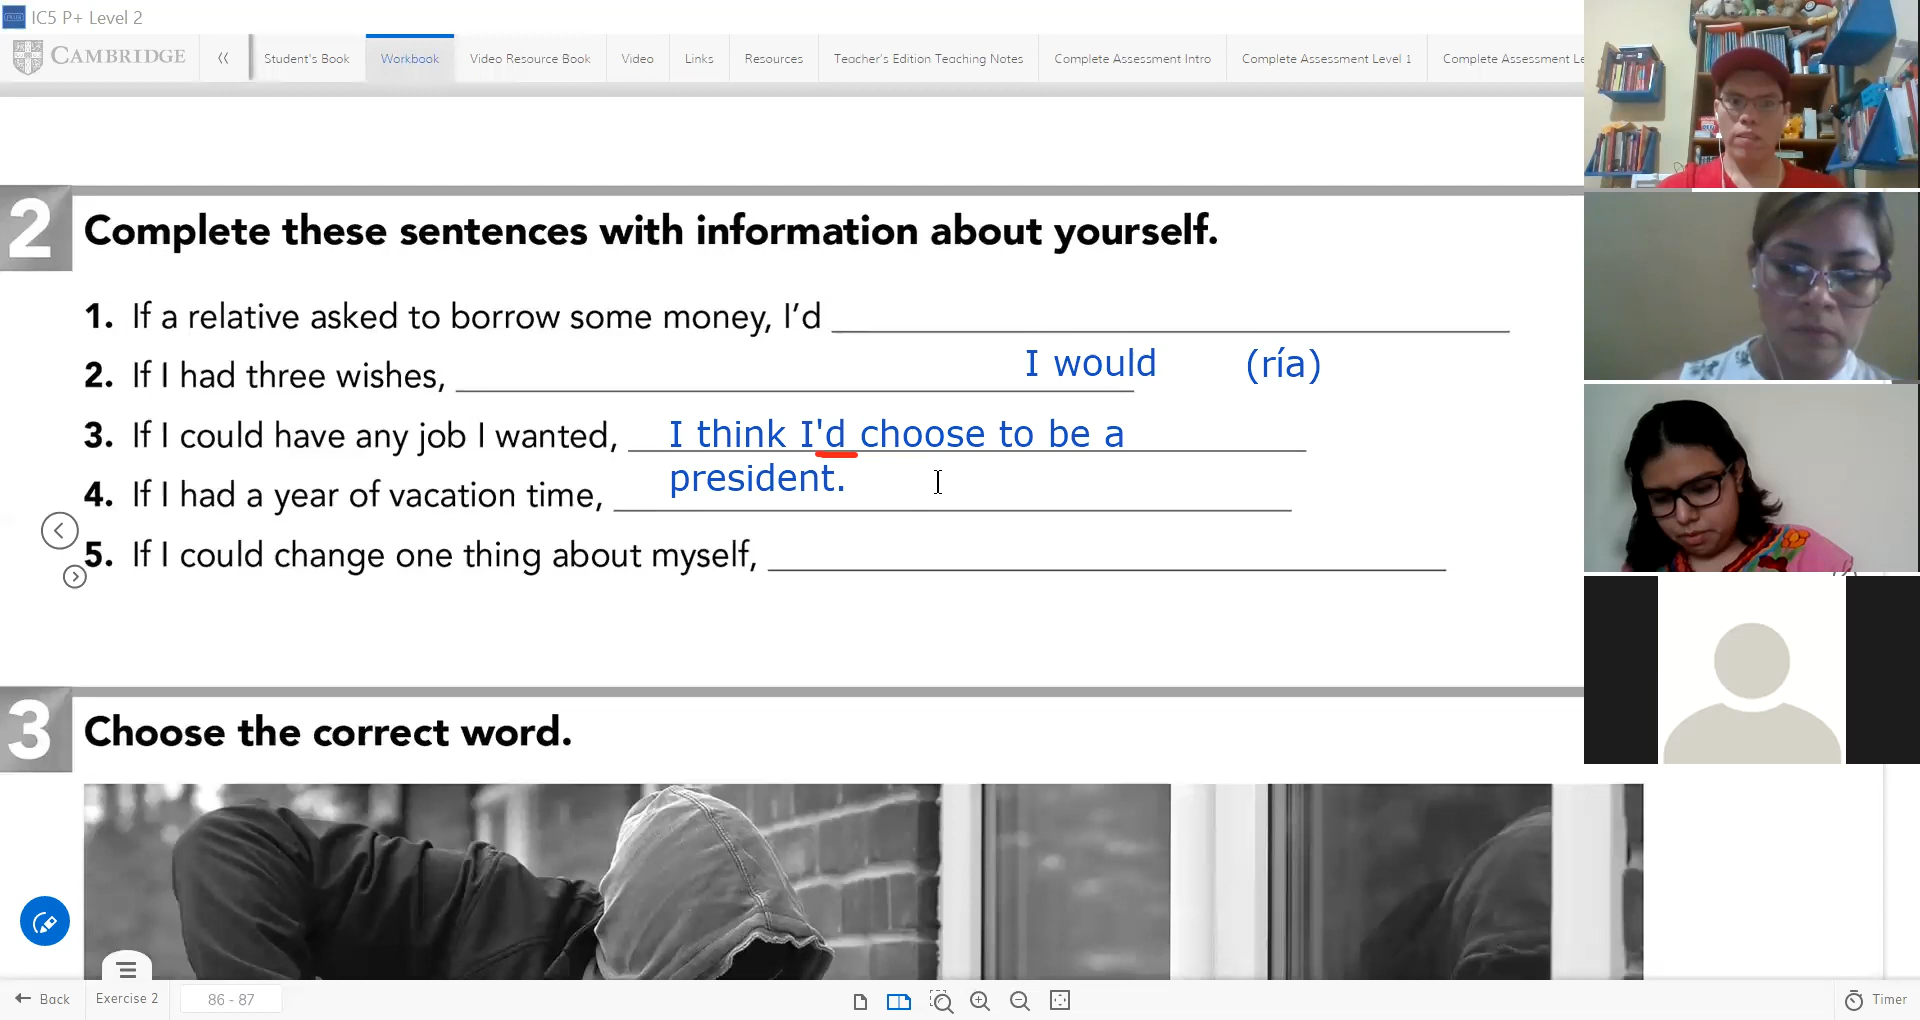 IC5 P+ Level 2
CAMBRIDGE
Student's Book
Workbook
Video Resource Book
Video
Links
Resources
Teacher's Edition Teaching Notes
Complete Assessment Intro
Complete Assessment Level 1
Complete Assessment Le
2 Complete these sentences with information about yourself.
1. If a relative asked to borrow some money, I'd
I would (ría)
2. If I had three wishes,
3. If I could have any job I wanted, I think I'd choose to be a
president.
4. If I had a year of vacation time,
5. If I could change one thing about myself,
3 Choose the correct word.
Back
Exercise 2
86 - 87
Timer